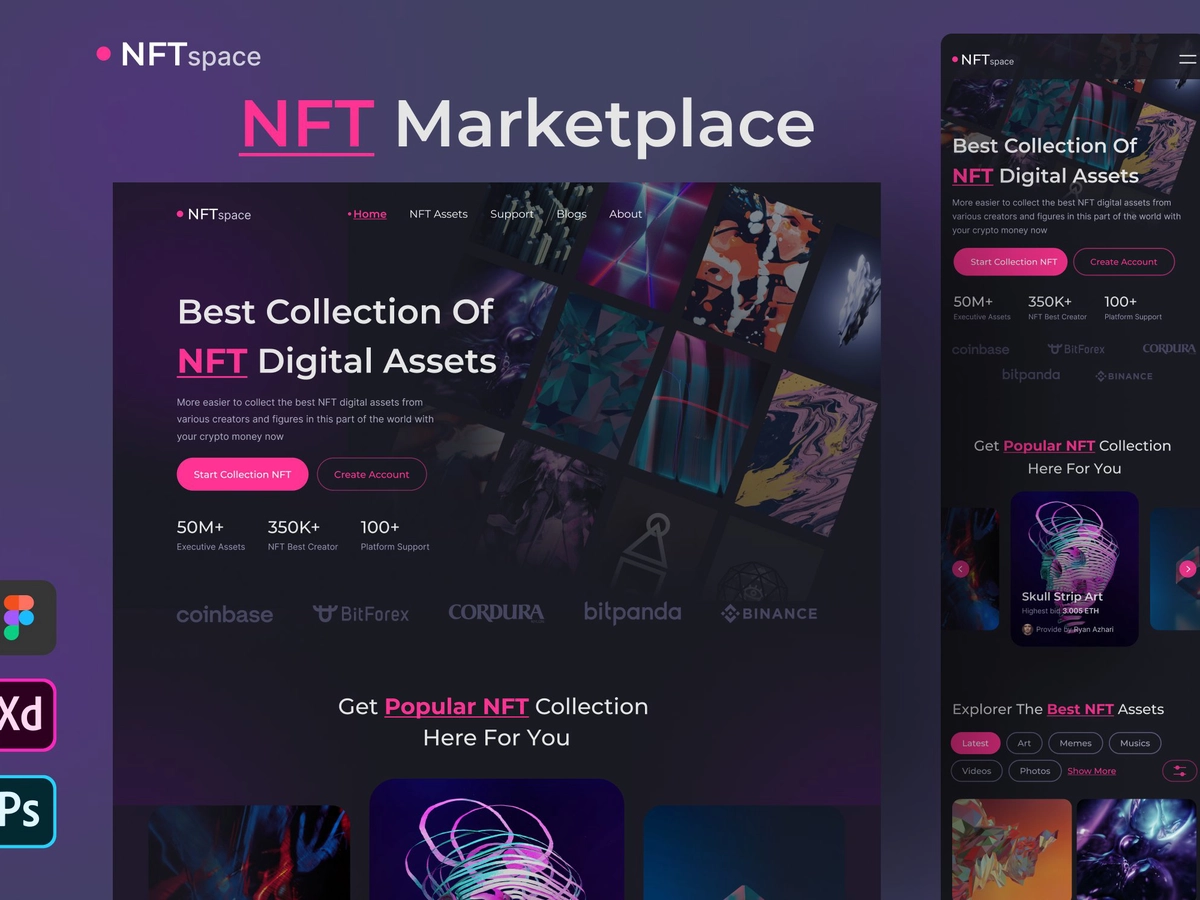 NFTspace
NFT Marketplace
NFTspace
Home
NFT Assets
Support
Blogs
About
Best Collection Of
NFT Digital Assets
More easier to collect the best NFT digital assets from
various creators and figures in this part of the world with
your crypto money now
Start Collection NFT
Create Account
50M+
350K+
100+
Executive Assets
NFT Best Creator
Platform Support
coinbase
BitForex
CORDURA
bitpanda
BINANCE
Get Popular NFT Collection
Here For You
Xd
Ps
NFTspace
Best Collection Of
NFT Digital Assets
More easier to collect the best NFT digital assets from
various creators and figures in this part of the world with
your crypto money now
Start Collection NFT
Create Account
50M+
350K+
100+
Executive Assets
NFT Best Creator
Platform Support
coinbase
BitForex
CORDURA
bitpanda
BINANCE
Get Popular NFT Collection
Here For You
Skull Strip Art
Highest bid 3.005 ETH
Provide by Ryan Azhari
Explorer The Best NFT Assets
Latest
Art
Memes
Musics
Videos
Photos
Show More